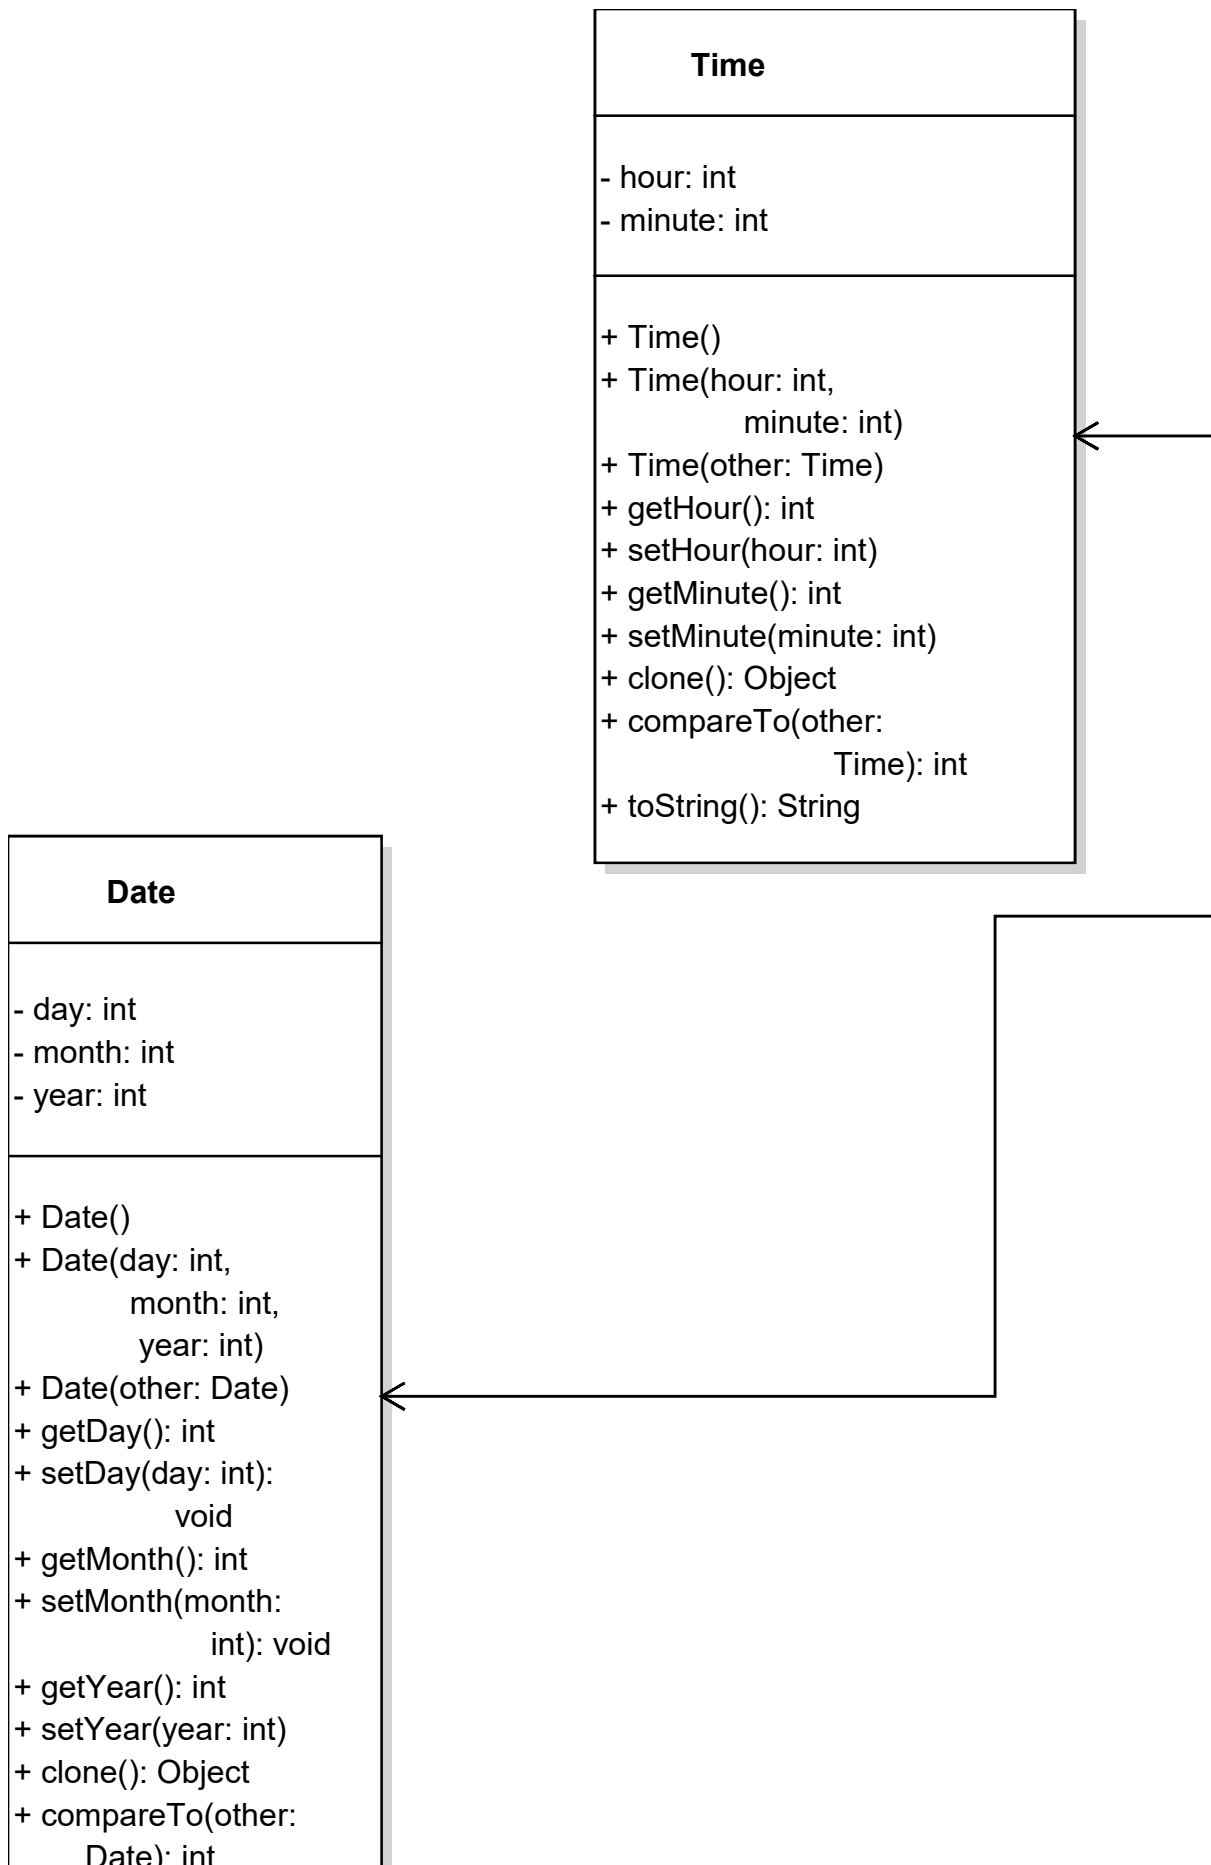 Time
- hour: int
- minute: int
+ Time()
+ Time(hour: int,
minute: int)
+ Time(other: Time)
+ getHour(): int
+ setHour(hour: int)
+ getMinute(): int
+ setMinute(minute: int)
+ clone(): Object
+ compareTo(other:
Time): int
+ toString(): String
Date
- day: int
- month: int
- year: int
+ Date()
+ Date(day: int,
month: int,
year: int)
+ Date(other: Date)
+ getDay(): int
+ setDay(day: int):
void
+ getMonth(): int
+ setMonth(month:
int): void
+ getYear(): int
+ setYear(year: int)
+ clone(): Object
+ compareTo(other:
Date): int